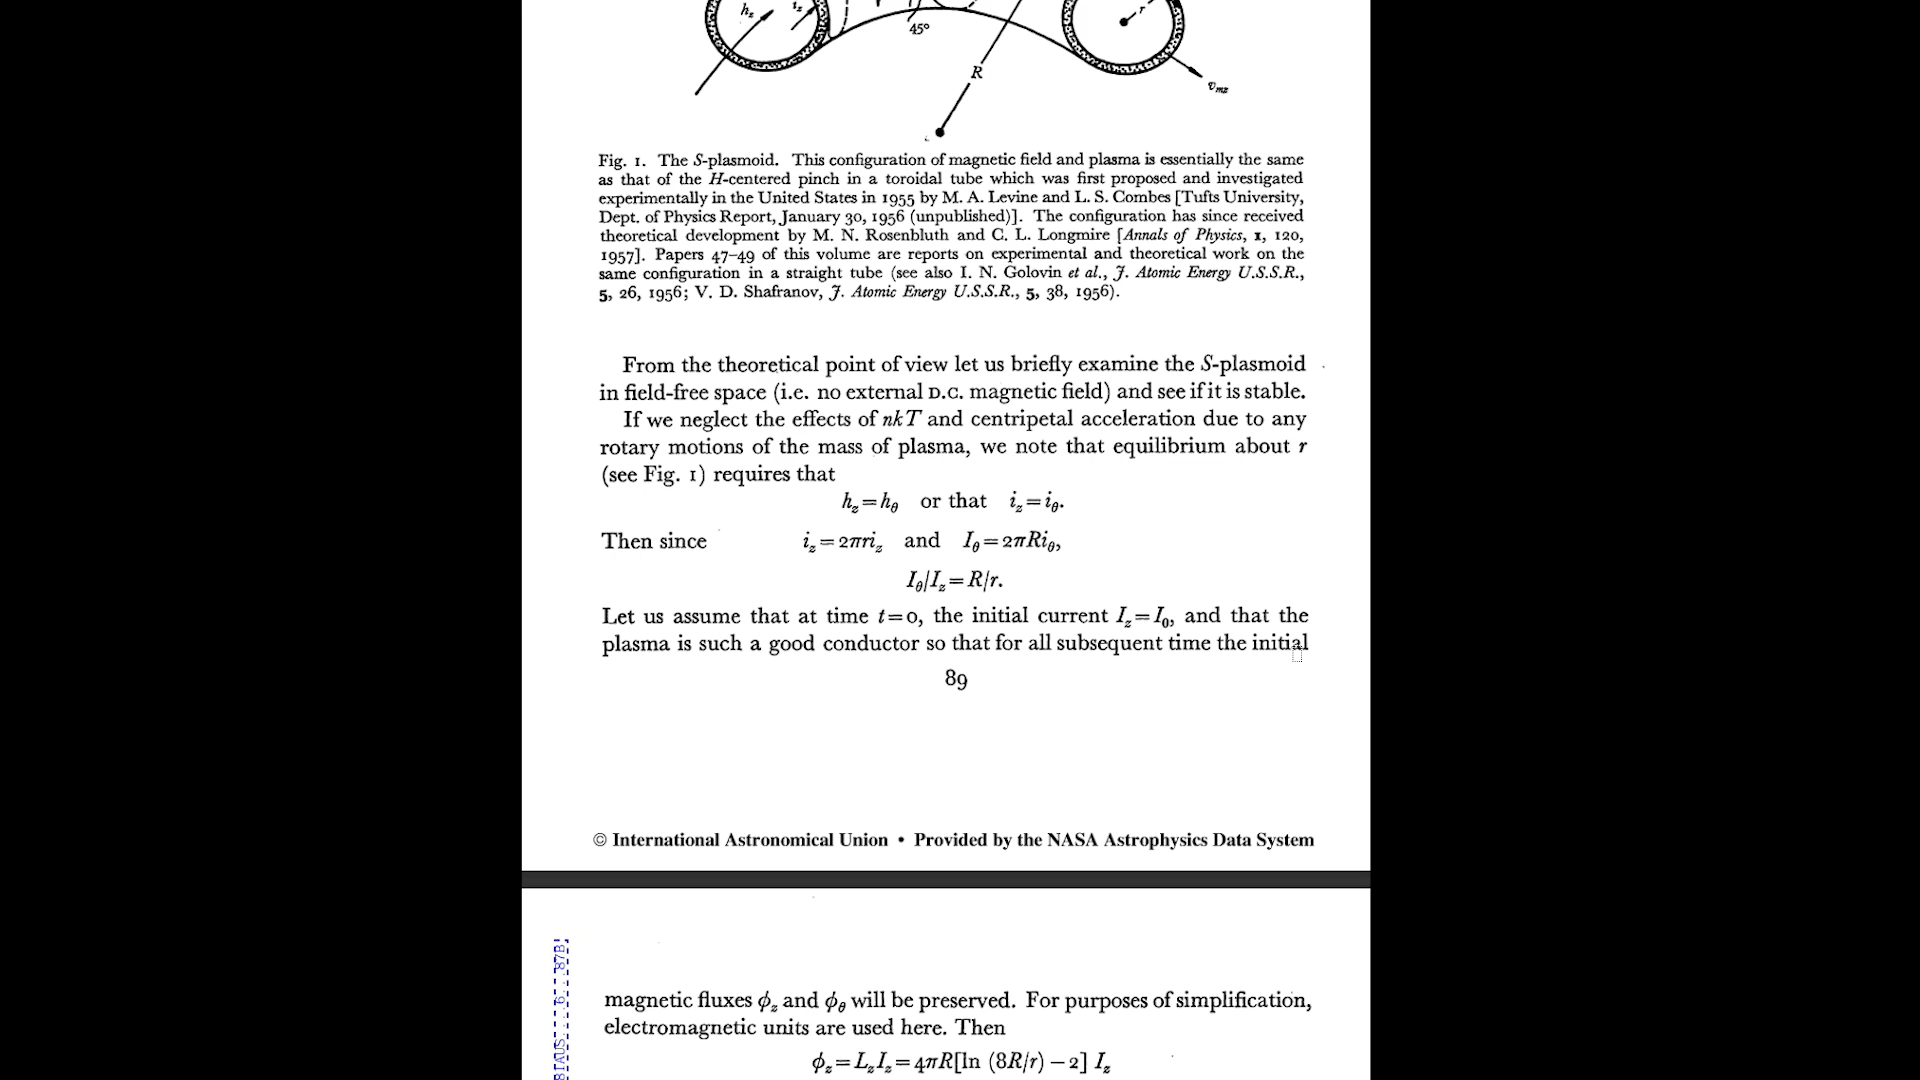 h_z i_z 45° r
R
v_mz
Fig. 1. The S-plasmoid. This configuration of magnetic field and plasma is essentially the same
as that of the H-centered pinch in a toroidal tube which was first proposed and investigated
experimentally in the United States in 1955 by M. A. Levine and L. S. Combes [Tufts University,
Dept. of Physics Report, January 30, 1956 (unpublished)]. The configuration has since received
theoretical development by M. N. Rosenbluth and C. L. Longmire [Annals of Physics, 1, 120,
1957]. Papers 47–49 of this volume are reports on experimental and theoretical work on the
same configuration in a straight tube (see also I. N. Golovin et al., J. Atomic Energy U.S.S.R.,
5, 26, 1956; V. D. Shafranov, J. Atomic Energy U.S.S.R., 5, 38, 1956).
From the theoretical point of view let us briefly examine the S-plasmoid
in field-free space (i.e. no external D.C. magnetic field) and see if it is stable.
If we neglect the effects of nkT and centripetal acceleration due to any
rotary motions of the mass of plasma, we note that equilibrium about r
(see Fig. 1) requires that
h_z = h_θ or that i_z = i_θ.
Then since i_z = 2πri_z and I_θ = 2πRi_θ,
I_θ/I_z = R/r.
Let us assume that at time t=0, the initial current I_z = I_0, and that the
plasma is such a good conductor so that for all subsequent time the initial
89
© International Astronomical Union • Provided by the NASA Astrophysics Data System
magnetic fluxes ϕ_z and ϕ_θ will be preserved. For purposes of simplification,
electromagnetic units are used here. Then
ϕ_z = L_z I_z = 4πR[ln (8R/r) – 2] I_z